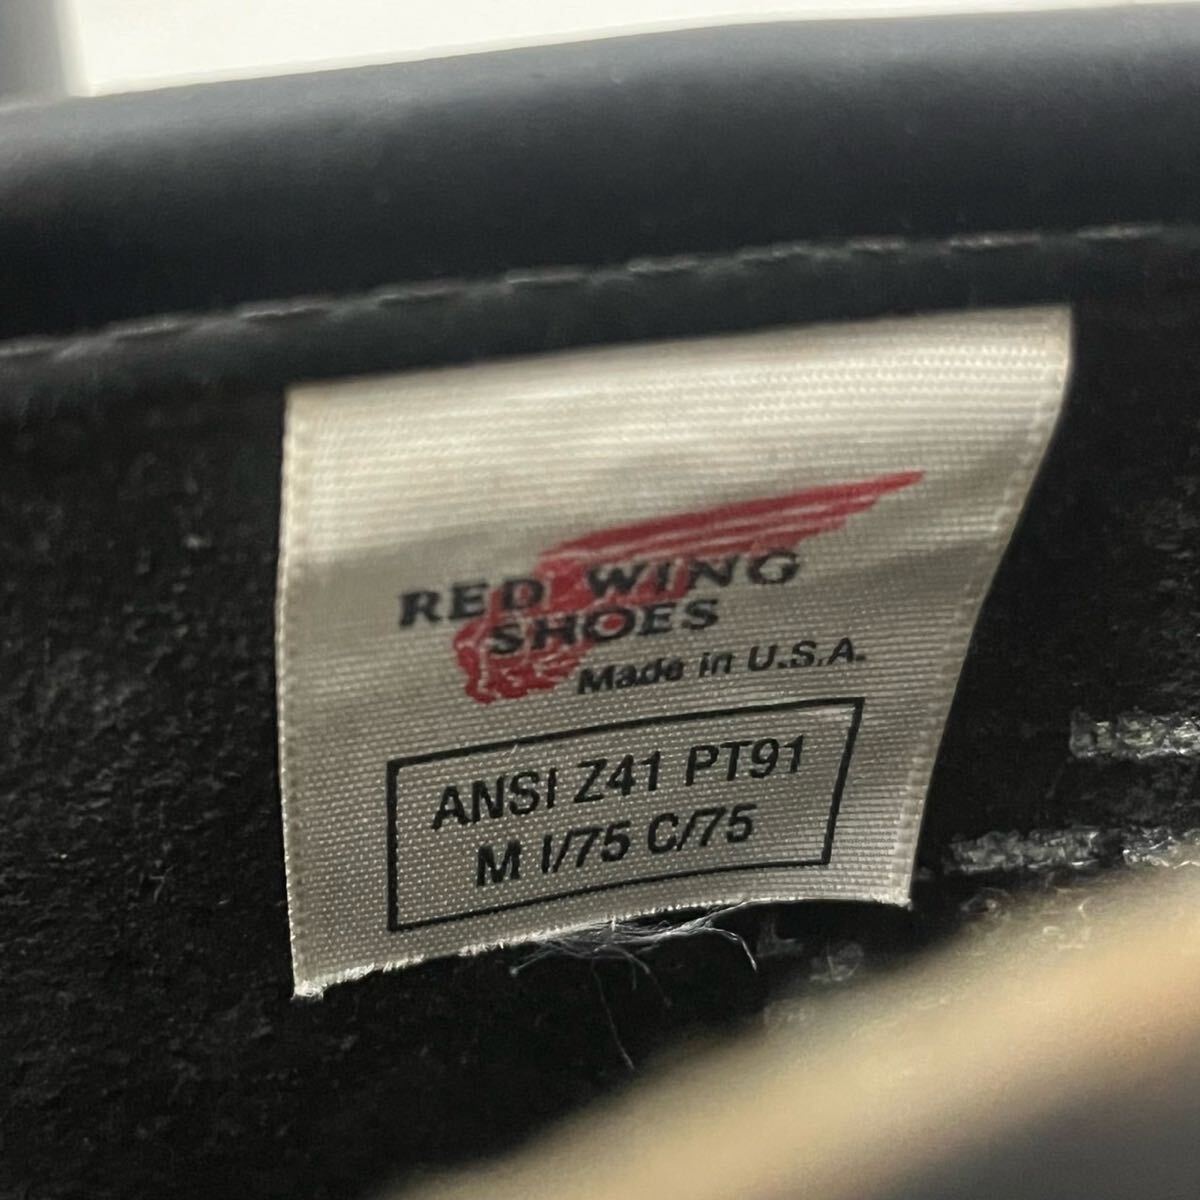 RED WING
SHOES
Made in U.S.A.
ANSI Z41 PT91
M I/75 C/75